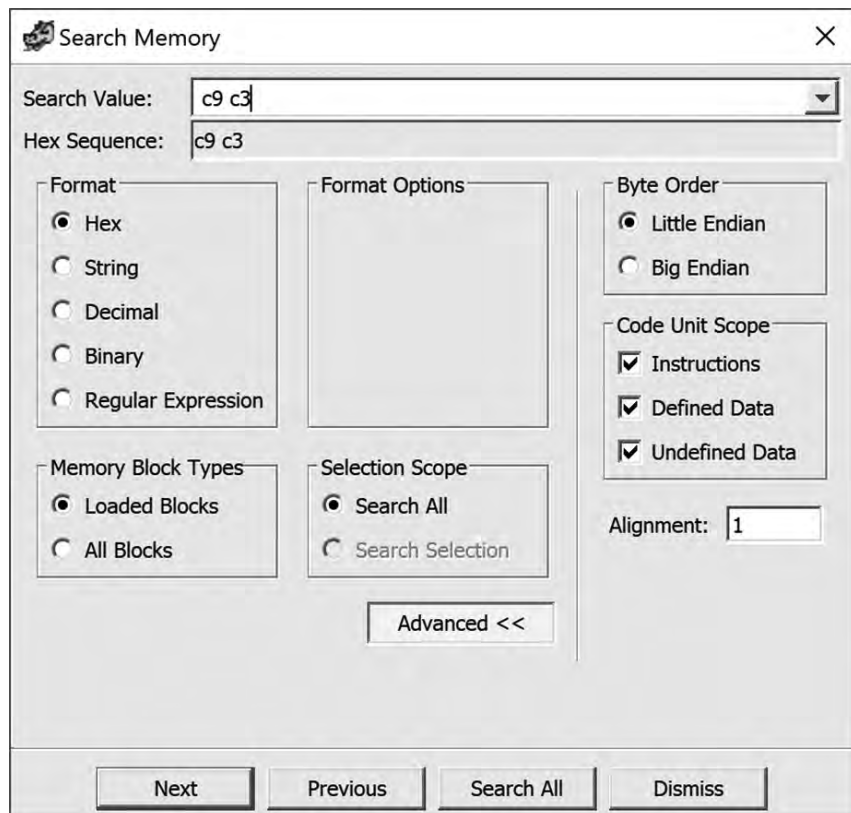 Search Memory
Search Value: c9 c3
Hex Sequence: c9 c3
Format
Hex
String
Decimal
Binary
Regular Expression
Format Options
Byte Order
Little Endian
Big Endian
Code Unit Scope
Instructions
Defined Data
Undefined Data
Memory Block Types
Loaded Blocks
All Blocks
Selection Scope
Search All
Search Selection
Alignment: 1
Advanced <<
Next Previous Search All Dismiss